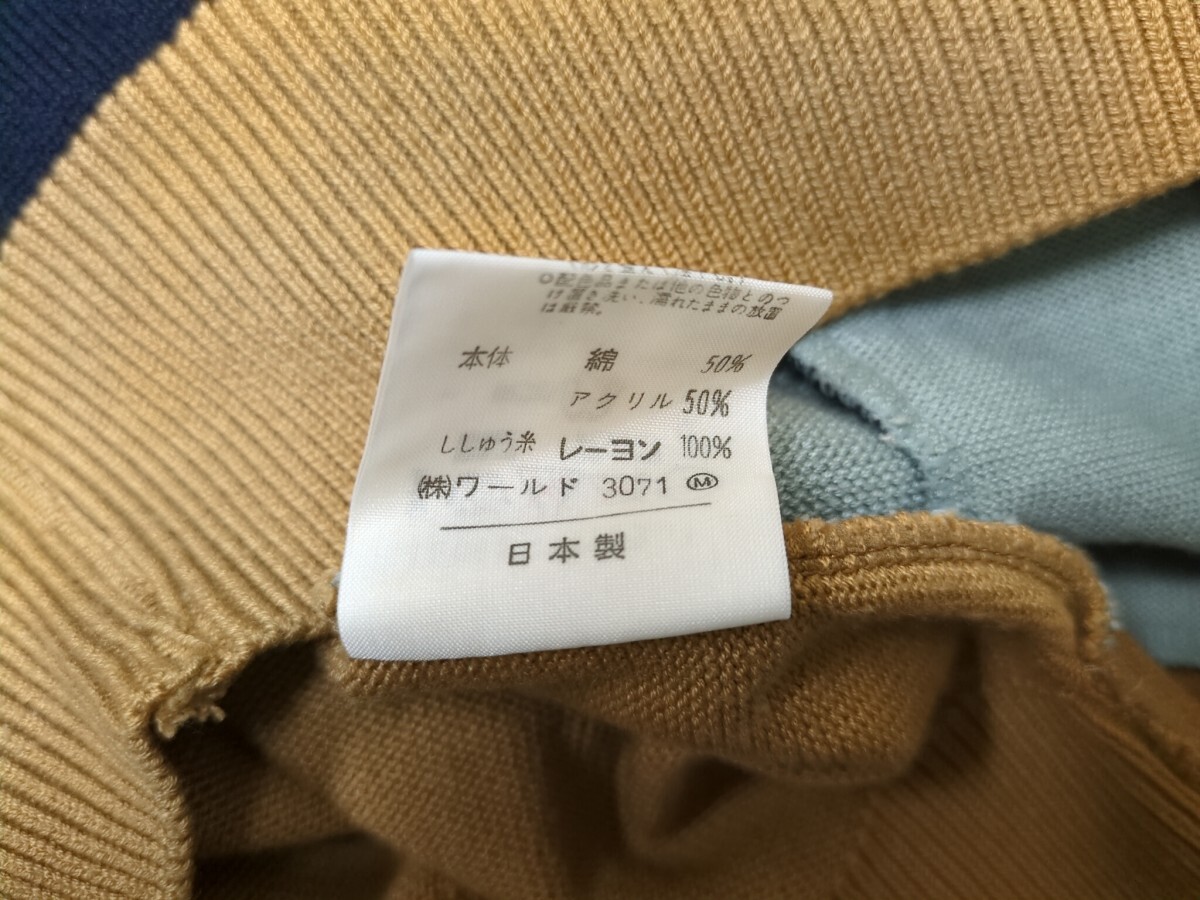 ○配色品または他の色物とのつ
け置き洗い、濡れたままの放置
は厳禁。
本体 綿 50%
アクリル 50%
ししゅう糸 レーヨン 100%
㈱ワールド 3071 Ⓜ
日本製